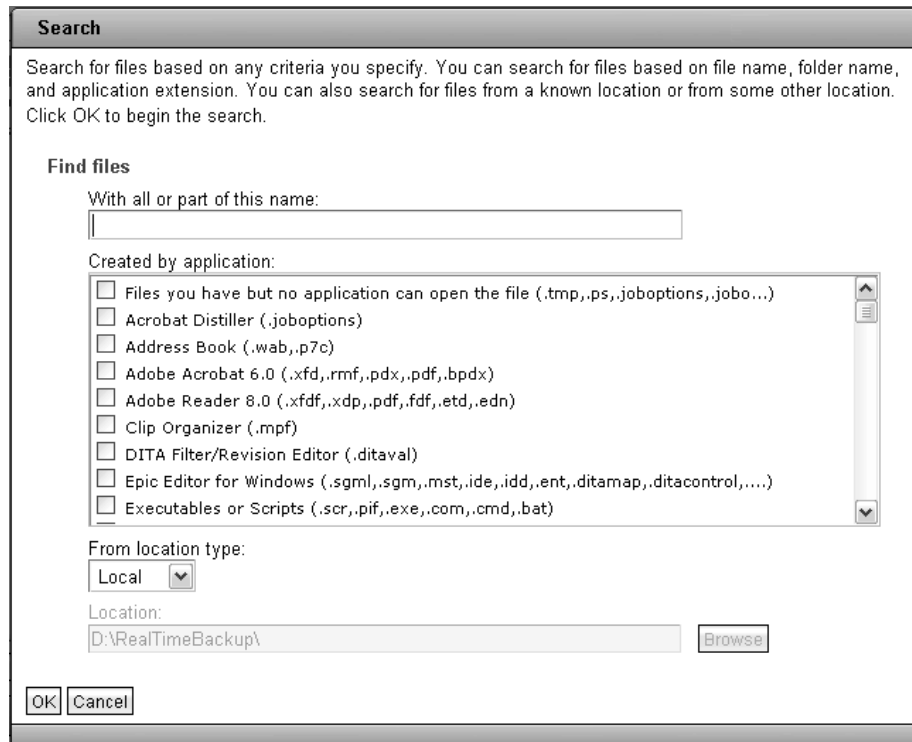 Search
Search for files based on any criteria you specify. You can search for files based on file name, folder name,
and application extension. You can also search for files from a known location or from some other location.
Click OK to begin the search.
Find files
With all or part of this name:
Created by application:
Files you have but no application can open the file (.tmp,.ps,.joboptions,.jobo...)
Acrobat Distiller (.joboptions)
Address Book (.wab,.p7c)
Adobe Acrobat 6.0 (.xfd,.rmf,.pdx,.pdf,.bpdx)
Adobe Reader 8.0 (.xfdf,.xdp,.pdf,.fdf,.etd,.edn)
Clip Organizer (.mpf)
DITA Filter/Revision Editor (.ditaval)
Epic Editor for Windows (.sgml,.sgm,.mst,.ide,.idd,.ent,.ditamap,.ditacontrol,....)
Executables or Scripts (.scr,.pif,.exe,.com,.cmd,.bat)
From location type:
Local
Location:
D:\RealTimeBackup\
Browse
OK Cancel